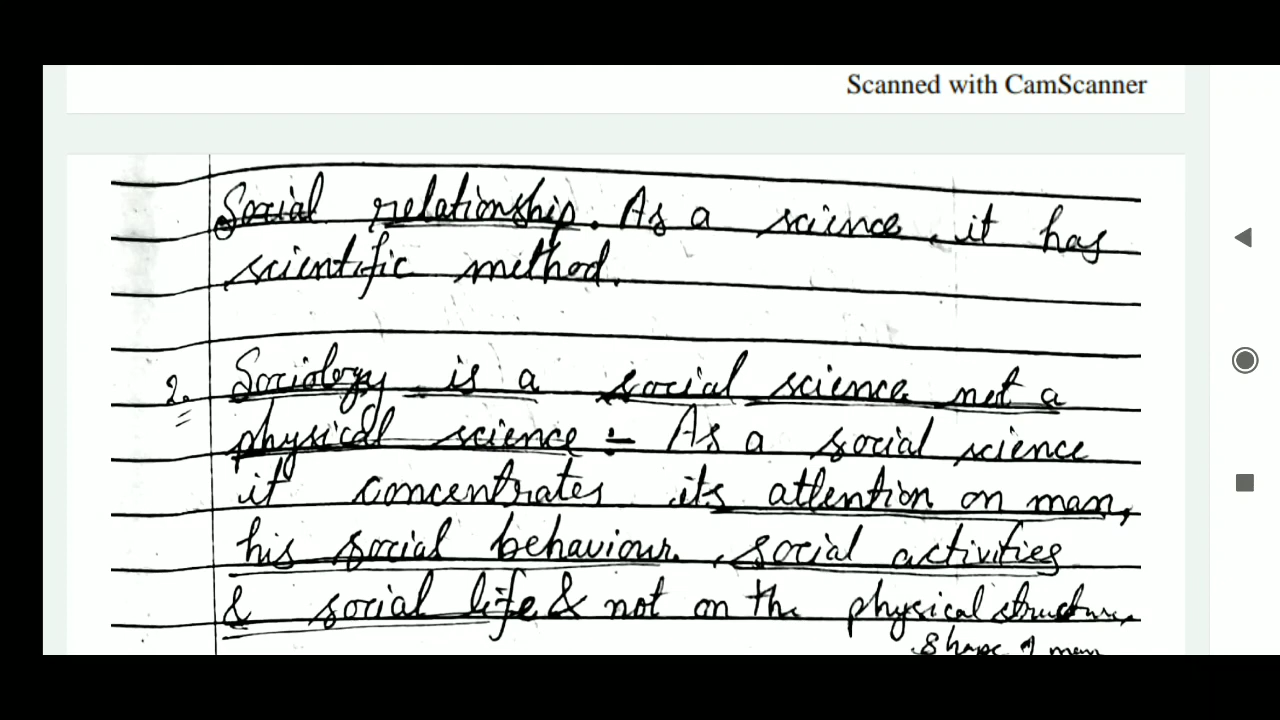 Scanned with CamScanner
Social relationship. As a science, it has
scientific method.
2. Sociology is a social science not a
physical science :- As a social science
it concentrates its attention on man,
his social behaviour, social activities
& social life & not on the physical structure,
shape of man